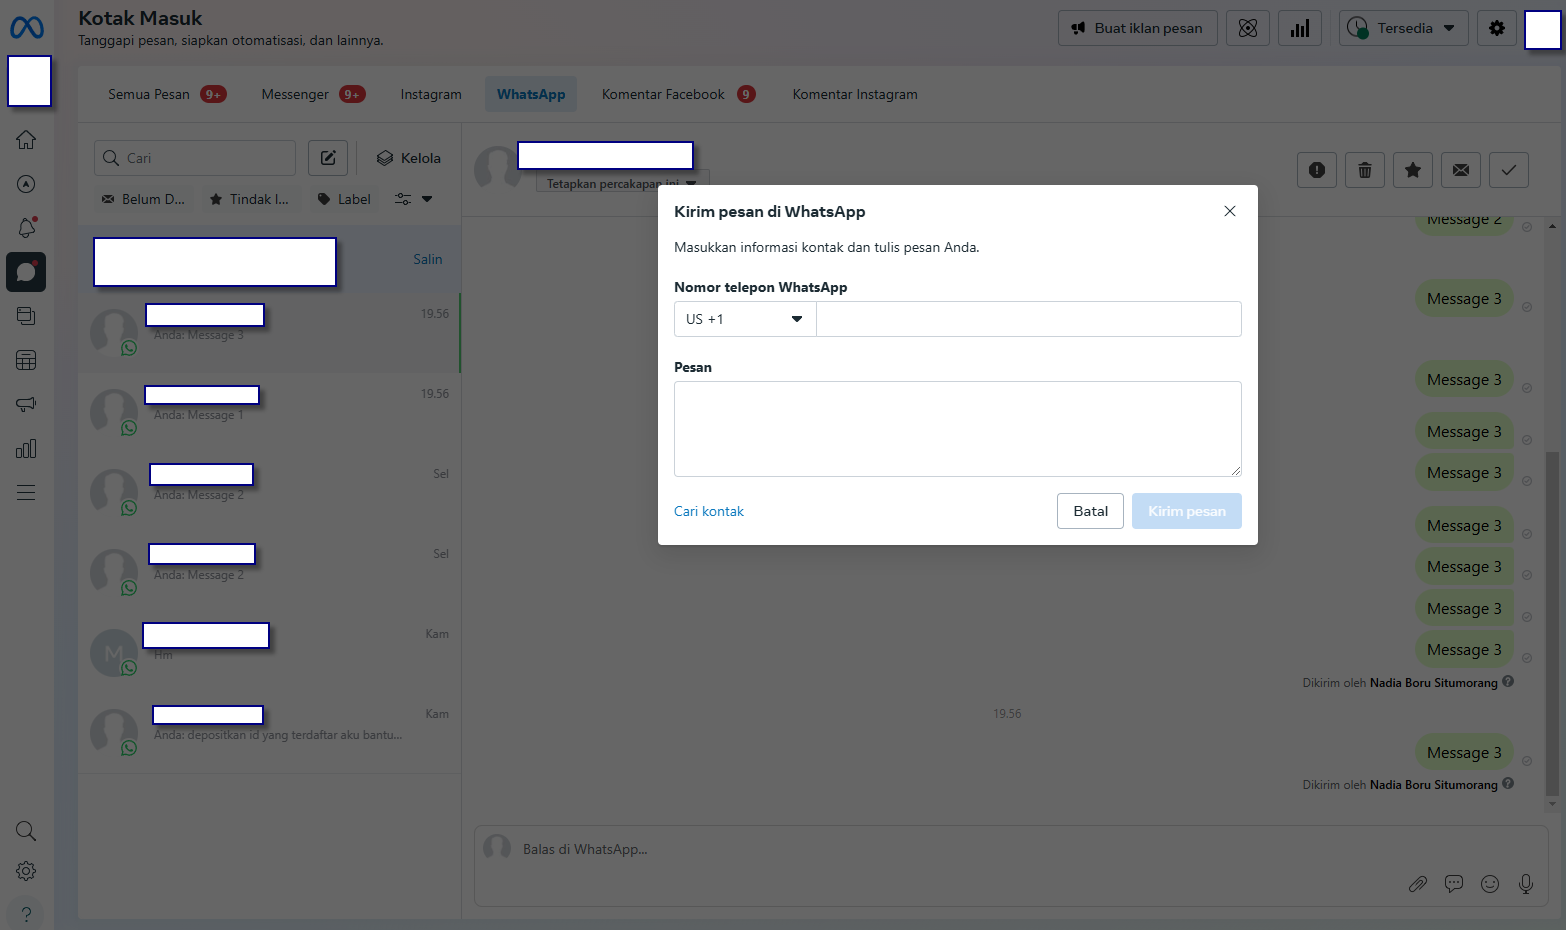 Kotak Masuk
Tanggapi pesan, siapkan otomatisasi, dan lainnya.
Buat iklan pesan
Tersedia
Semua Pesan 9+
Messenger 9+
Instagram
WhatsApp
Komentar Facebook 9
Komentar Instagram
Cari
Kelola
Belum D...
Tindak l...
Label
Salin
19.56
Anda: Message 3
19.56
Anda: Message 1
Sel
Anda: Message 2
Sel
Anda: Message 2
M
Kam
Hm
Kam
Anda: depositkan id yang terdaftar aku bantu...
Tetapkan percakapan ini
Kirim pesan di WhatsApp
Masukkan informasi kontak dan tulis pesan Anda.
Nomor telepon WhatsApp
US +1
Pesan
Cari kontak
Batal
Kirim pesan
Message 2
Message 3
Message 3
Message 3
Message 3
Message 3
Message 3
Message 3
Message 3
Dikirim oleh Nadia Boru Situmorang
19.56
Message 3
Dikirim oleh Nadia Boru Situmorang
Balas di WhatsApp...